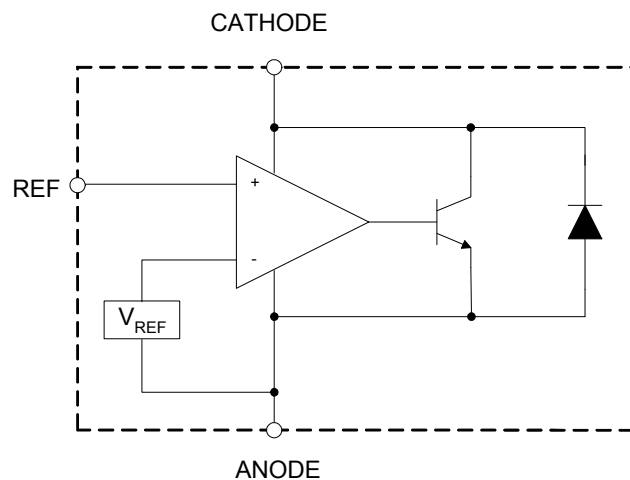 CATHODE
REF
+
-
VREF
ANODE